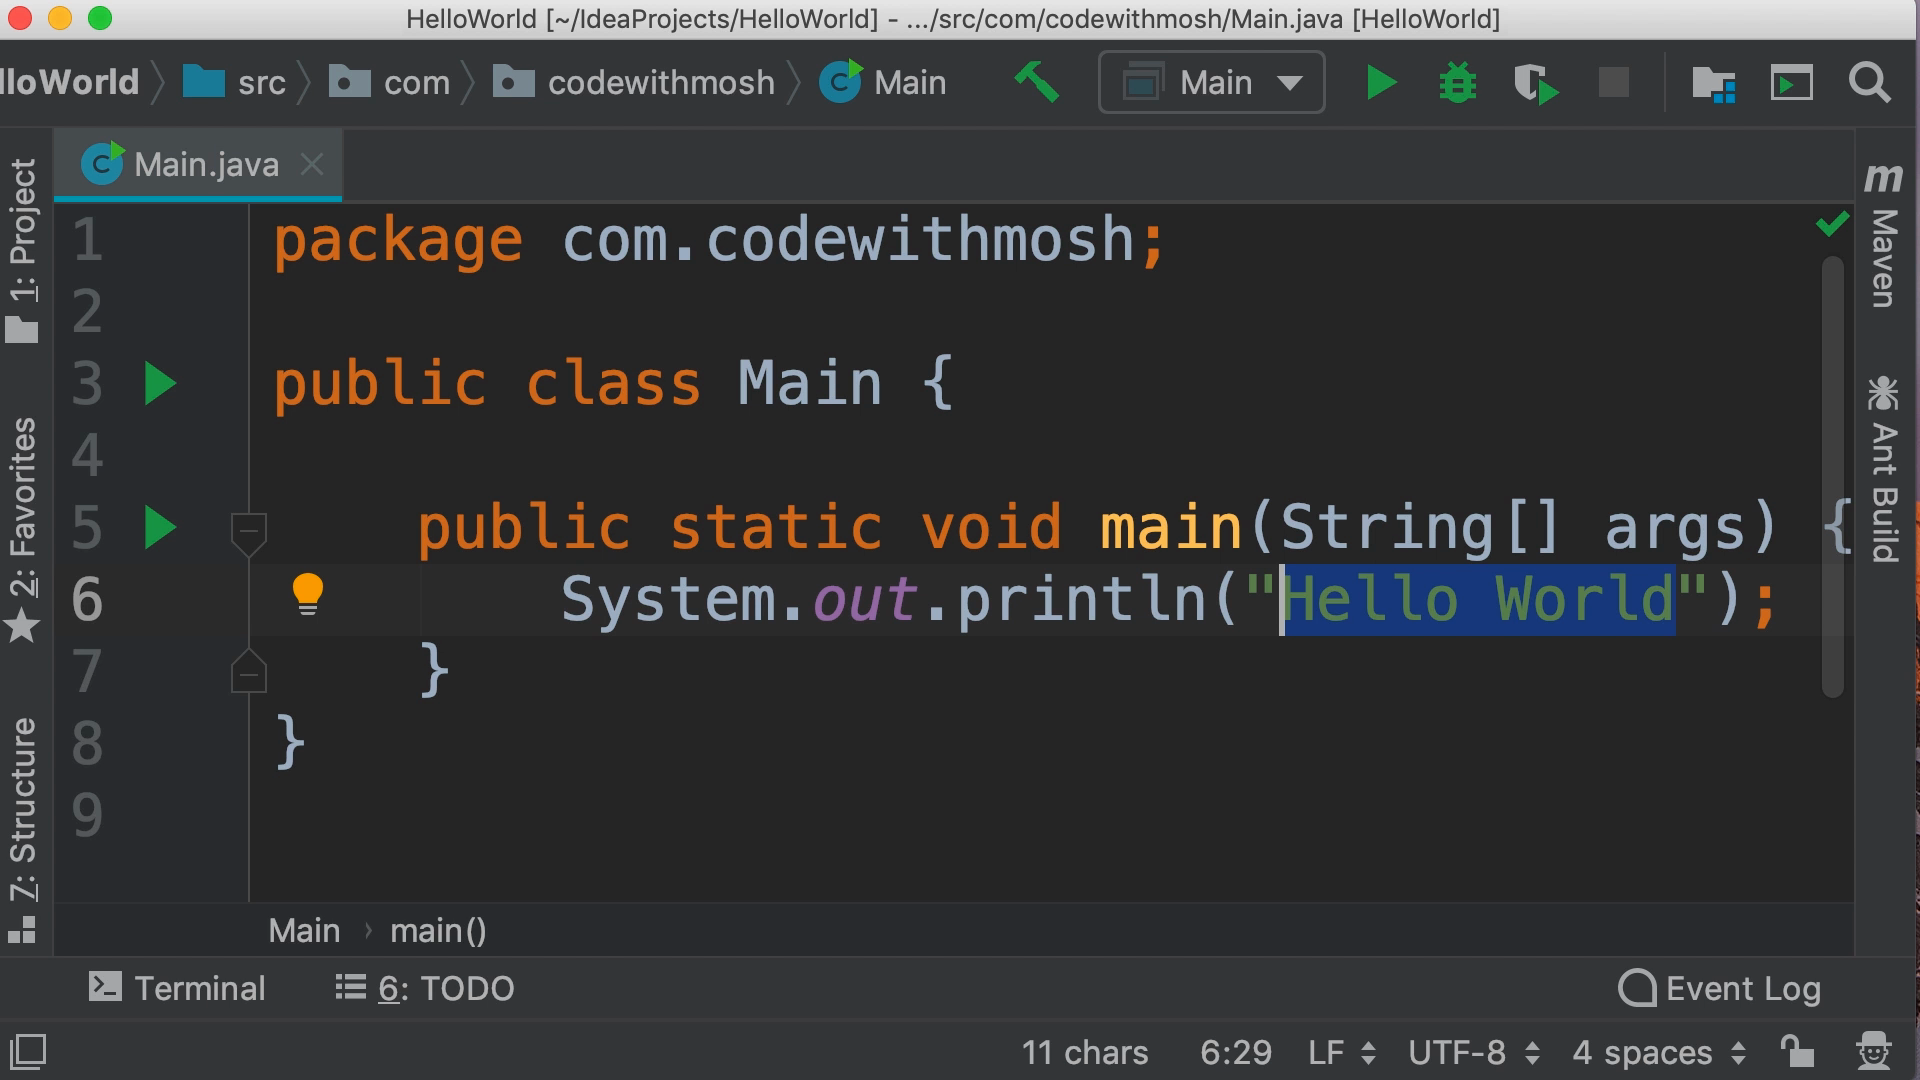 HelloWorld [~/IdeaProjects/HelloWorld] - .../src/com/codewithmosh/Main.java [HelloWorld]
lloWorld src com codewithmosh Main Main
Main.java
1 package com.codewithmosh;
2
3 public class Main {
4
5 public static void main(String[] args) {
6 System.out.println("Hello World");
7 }
8 }
9
1: Project
2: Favorites
7: Structure
m Maven
Ant Build
Main › main()
Terminal 6: TODO Event Log
11 chars 6:29 LF UTF-8 4 spaces